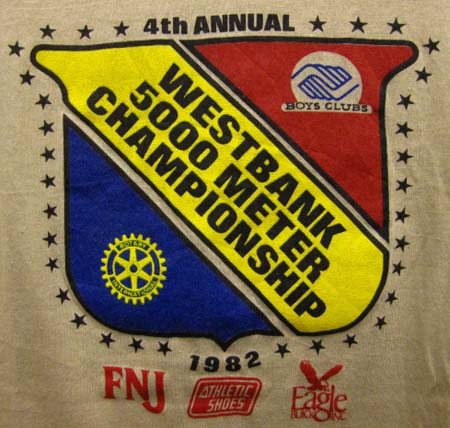 4th ANNUAL
BOYS CLUBS
WESTBANK
5000 METER
CHAMPIONSHIP
ROTARY
INTERNATIONAL
1982
FNJ
ATHLETIC
SHOES
Eagle